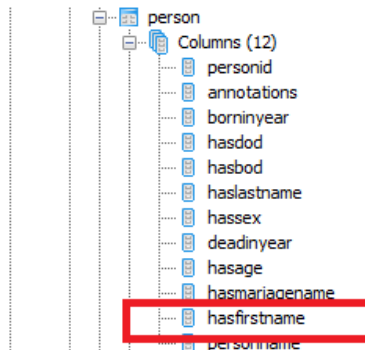 person
Columns (12)
personid
annotations
borninyear
hasdod
hasbod
haslastname
hassex
deadinyear
hasage
hasmariagename
hasfirstname
personname